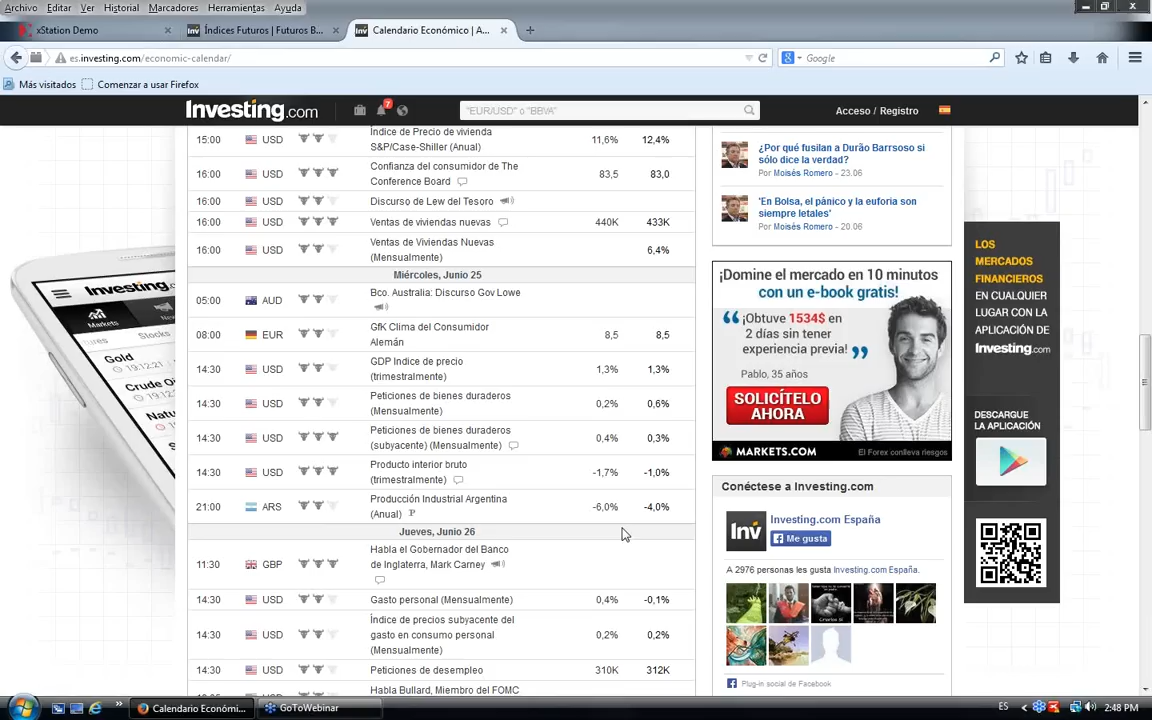 Archivo Editar Ver Historial Marcadores Herramientas Ayuda
xStation Demo
Índices Futuros | Futuros B...
Calendario Económico | A...
es.investing.com/economic-calendar/
Google
Más visitados
Comenzar a usar Firefox
Investing.com
7
"EUR/USD" o "BBVA"
Acceso / Registro
15:00 USD Índice de Precio de vivienda
S&P/Case-Shiller (Anual) 11,6% 12,4%
16:00 USD Confianza del consumidor de The
Conference Board 83,5 83,0
16:00 USD Discurso de Lew del Tesoro
16:00 USD Ventas de viviendas nuevas 440K 433K
16:00 USD Ventas de Viviendas Nuevas
(Mensualmente) 6,4%
Miércoles, Junio 25
05:00 AUD Bco. Australia: Discurso Gov Lowe
08:00 EUR GfK Clima del Consumidor
Alemán 8,5 8,5
14:30 USD GDP Indice de precio
(trimestralmente) 1,3% 1,3%
14:30 USD Peticiones de bienes duraderos
(Mensualmente) 0,2% 0,6%
14:30 USD Peticiones de bienes duraderos
(subyacente) (Mensualmente) 0,4% 0,3%
14:30 USD Producto interior bruto
(trimestralmente) -1,7% -1,0%
21:00 ARS Producción Industrial Argentina
(Anual) P -6,0% -4,0%
Jueves, Junio 26
11:30 GBP Habla el Gobernador del Banco
de Inglaterra, Mark Carney
14:30 USD Gasto personal (Mensualmente) 0,4% -0,1%
14:30 USD Índice de precios subyacente del
gasto en consumo personal
(Mensualmente) 0,2% 0,2%
14:30 USD Peticiones de desempleo 310K 312K
Habla Bullard, Miembro del FOMC
¿Por qué fusilan a Durão Barrsoso si
sólo dice la verdad?
Por Moisés Romero - 23.06
'En Bolsa, el pánico y la euforia son
siempre letales'
Por Moisés Romero - 20.06
¡Domine el mercado en 10 minutos
con un e-book gratis!
"¡Obtuve 1534$ en
2 días sin tener
experiencia previa!"
Pablo, 35 años
SOLICÍTELO
AHORA
MARKETS.COM
El Forex conlleva riesgos
Conéctese a Investing.com
Inv
Investing.com España
Me gusta
A 2976 personas les gusta Investing.com España.
Plug-in social de Facebook
LOS
MERCADOS
FINANCIEROS
EN CUALQUIER
LUGAR CON LA
APLICACIÓN DE
Investing.com
DESCARGUE
LA APLICACIÓN
Investing.com
Markets
Stocks
Gold
Crude Oi
Calendario Económi...
GoToWebinar
ES
2:48 PM